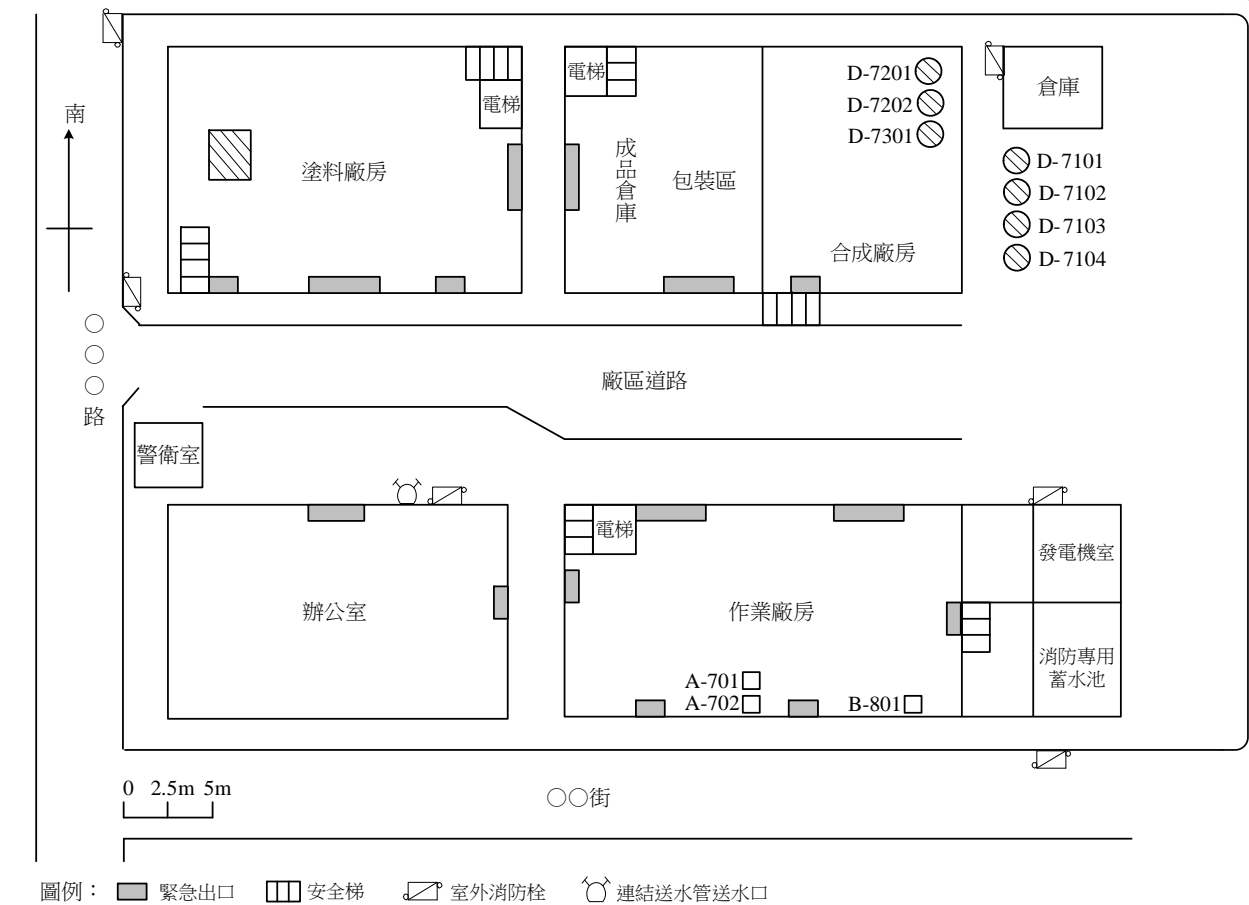 南
電梯
塗料廠房
電梯
成品倉庫
包裝區
D-7201
D-7202
D-7301
合成廠房
倉庫
D-7101
D-7102
D-7103
D-7104
○○○路
廠區道路
警衛室
辦公室
電梯
作業廠房
A-701
A-702
B-801
發電機室
消防專用
蓄水池
0 2.5m 5m
○○街
圖例： 緊急出口 安全梯 室外消防栓 連結送水管送水口